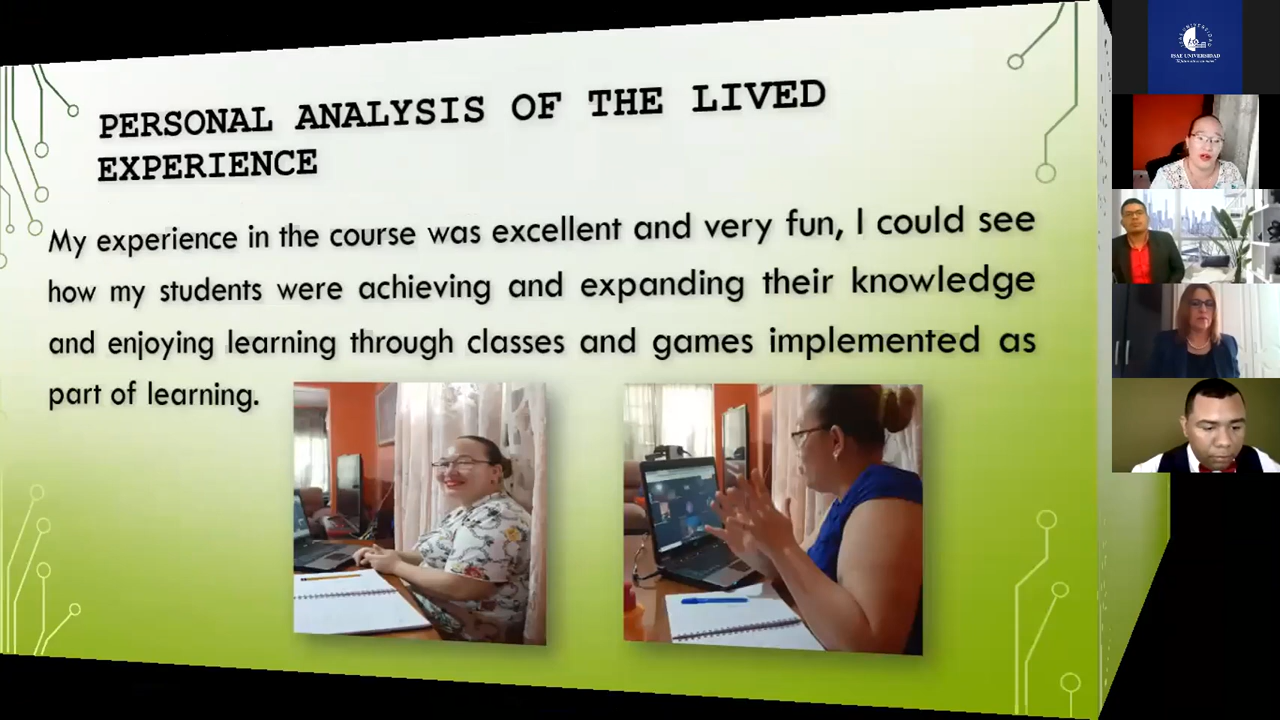 PERSONAL ANALYSIS OF THE LIVED
EXPERIENCE
My experience in the course was excellent and very fun, I could see
how my students were achieving and expanding their knowledge
and enjoying learning through classes and games implemented as
part of learning.
ISAE UNIVERSIDAD